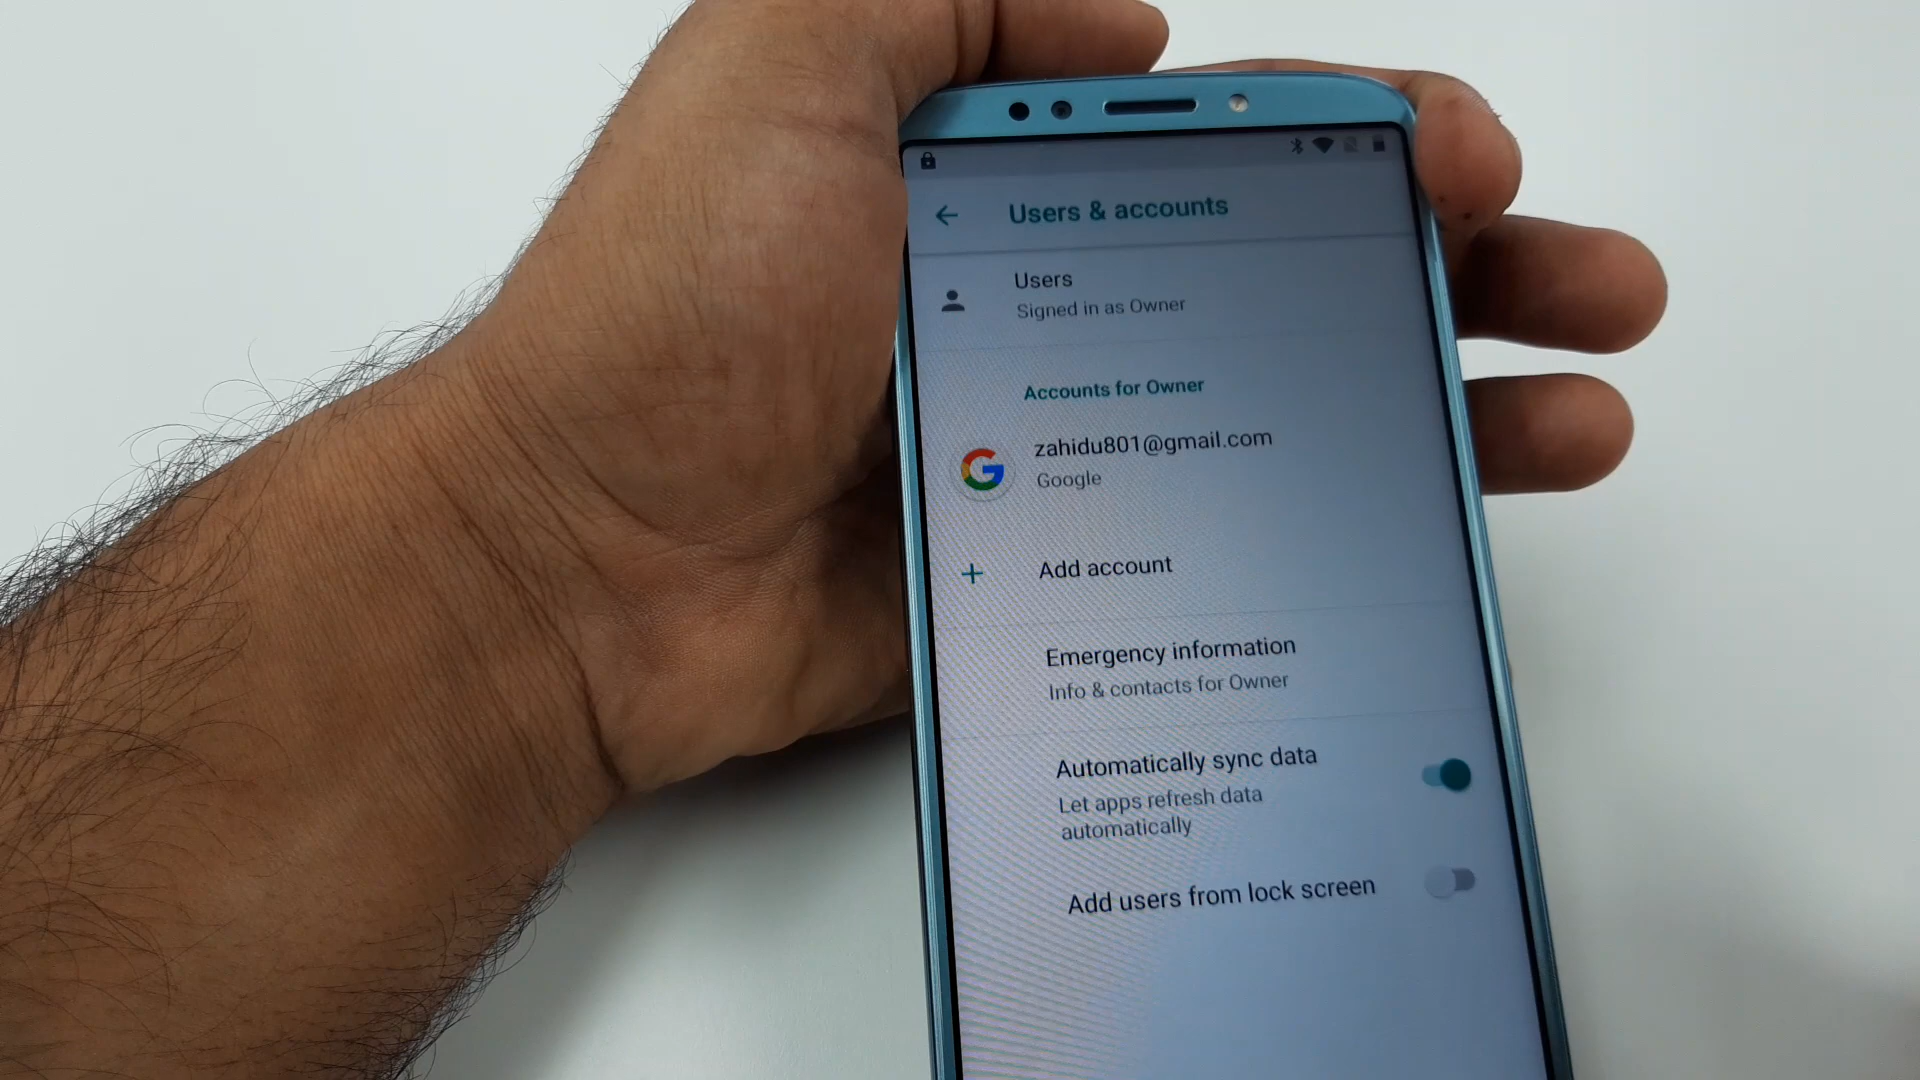 Users & accounts
Users
Signed in as Owner
Accounts for Owner
zahidu801@gmail.com
Google
Add account
Emergency information
Info & contacts for Owner
Automatically sync data
Let apps refresh data
automatically
Add users from lock screen